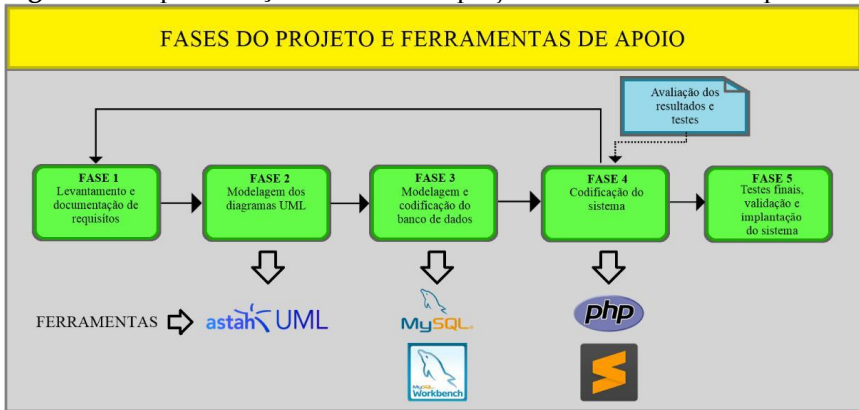 FASES DO PROJETO E FERRAMENTAS DE APOIO
Avaliação dos
resultados e
testes
FASE 1
Levantamento e
documentação de
requisitos
FASE 2
Modelagem dos
diagramas UML
FASE 3
Modelagem e
codificação do
banco de dados
FASE 4
Codificação do
sistema
FASE 5
Testes finais,
validação e
implantação
do sistema
FERRAMENTAS
astah UML
MySQL
php
MySQL
Workbench